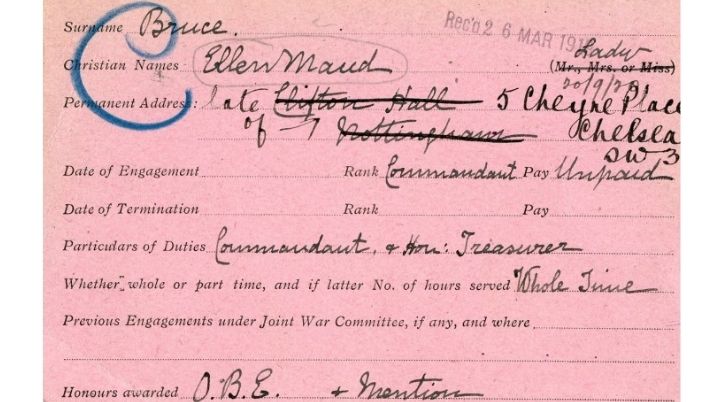 Rec'd 2 6 MAR 191
Surname Bruce.
Lady
Christian Names Ellen Maud (Mr., Mrs. or Miss)
20/9/20
Permanent Address: late Clifton Hall 5 Cheyne Place
of → Nottingham Chelsea
SW 3
Date of Engagement Rank Commandant Pay Unpaid
Date of Termination Rank Pay
Particulars of Duties Commandant, & Hon: Treasurer
Whether whole or part time, and if latter No. of hours served Whole Time
Previous Engagements under Joint War Committee, if any, and where
Honours awarded O.B.E. & Mention